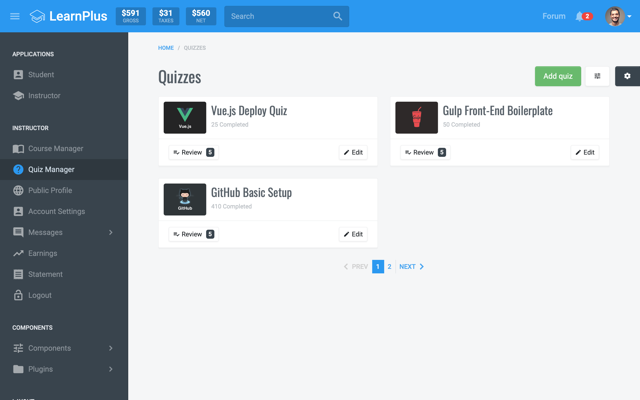 LearnPlus
$591
GROSS
$31
TAXES
$560
NET
Search
Forum
2
APPLICATIONS
Student
Instructor
INSTRUCTOR
Course Manager
Quiz Manager
Public Profile
Account Settings
Messages
Earnings
Statement
Logout
COMPONENTS
Components
Plugins
HOME / QUIZZES
Quizzes
Add quiz
Vue.js
Vue.js Deploy Quiz
25 Completed
Review 5
Edit
Gulp Front-End Boilerplate
30 Completed
Review 5
Edit
GitHub
GitHub Basic Setup
#10 Completed
Review 5
Edit
PREV 1 2 NEXT